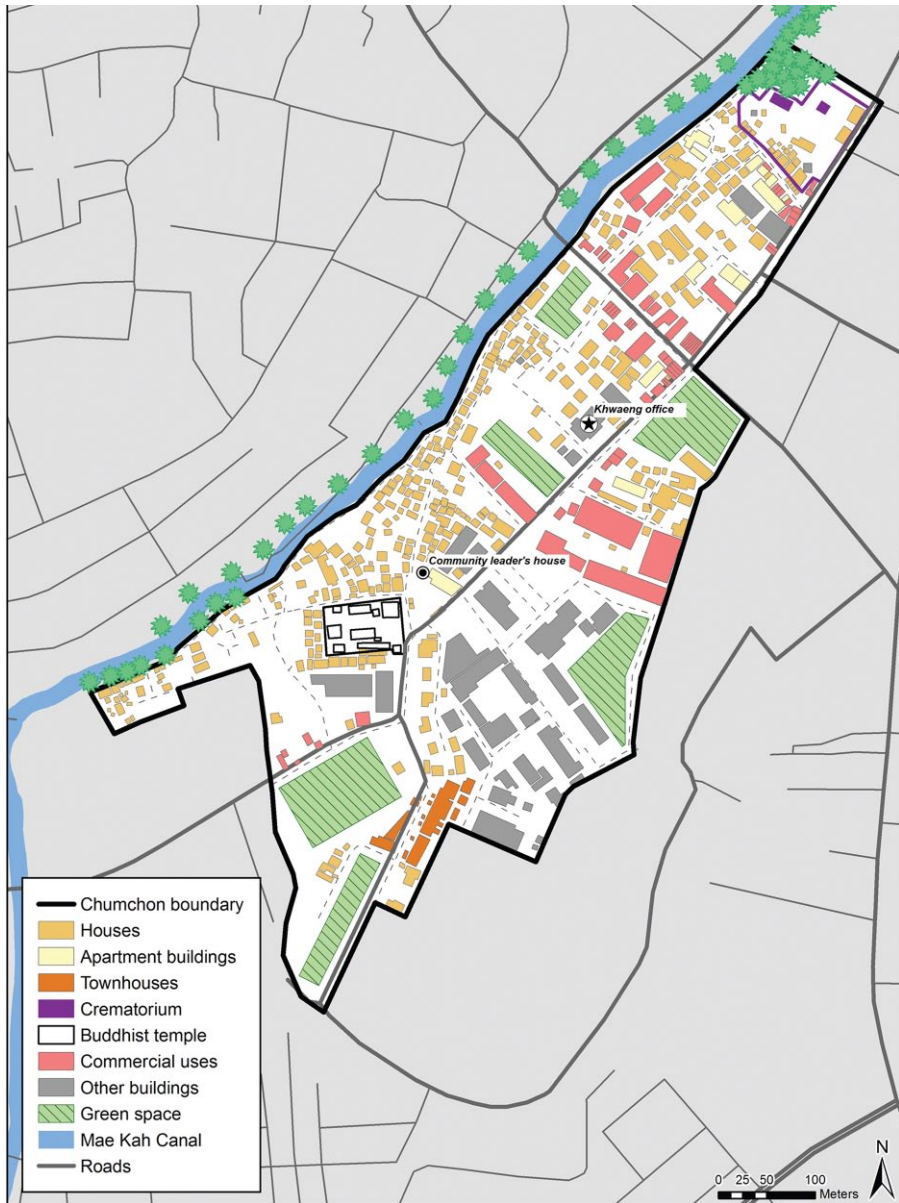 Khwaeng office
Community leader's house
Chumchon boundary
Houses
Apartment buildings
Townhouses
Crematorium
Buddhist temple
Commercial uses
Other buildings
Green space
Mae Kah Canal
Roads
N
0 25 50 100
Meters